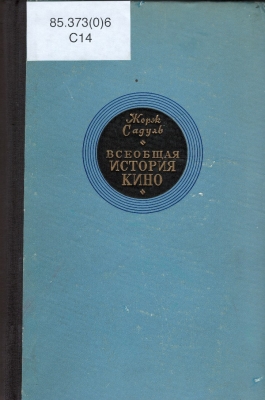 85.373(0)6
С14
Жорж
Садуль
ВСЕОБЩАЯ
ИСТОРИЯ
КИНО